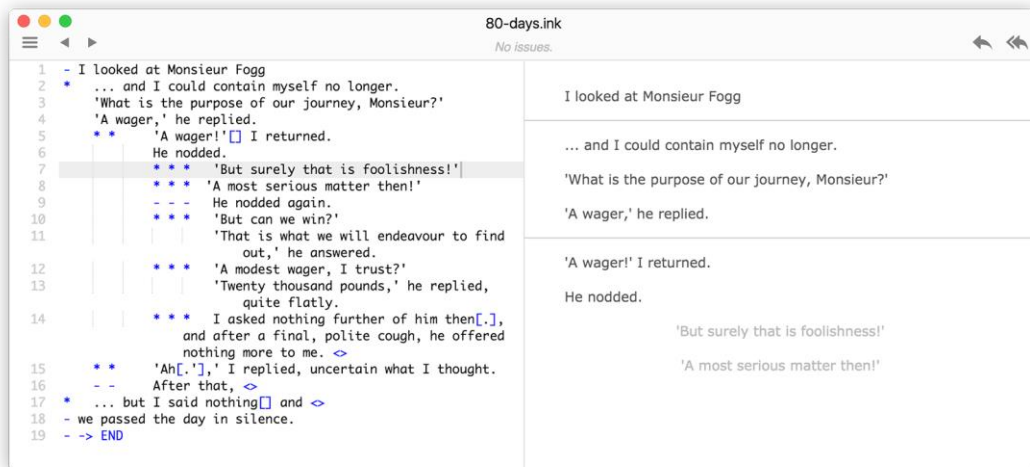 80-days.ink
No issues.
1 - I looked at Monsieur Fogg
2 * ... and I could contain myself no longer.
3 'What is the purpose of our journey, Monsieur?'
4 'A wager,' he replied.
5 * * 'A wager!'[] I returned.
6 He nodded.
7 * * * 'But surely that is foolishness!'
8 * * * 'A most serious matter then!'
9 - - - He nodded again.
10 * * * 'But can we win?'
11 'That is what we will endeavour to find
out,' he answered.
12 * * * 'A modest wager, I trust?'
13 'Twenty thousand pounds,' he replied,
quite flatly.
14 * * * I asked nothing further of him then[.],
and after a final, polite cough, he offered
nothing more to me. <>
15 * * 'Ah[.'],' I replied, uncertain what I thought.
16 - - After that, <>
17 * ... but I said nothing[] and <>
18 - we passed the day in silence.
19 - -> END
I looked at Monsieur Fogg
... and I could contain myself no longer.
'What is the purpose of our journey, Monsieur?'
'A wager,' he replied.
'A wager!' I returned.
He nodded.
'But surely that is foolishness!'
'A most serious matter then!'